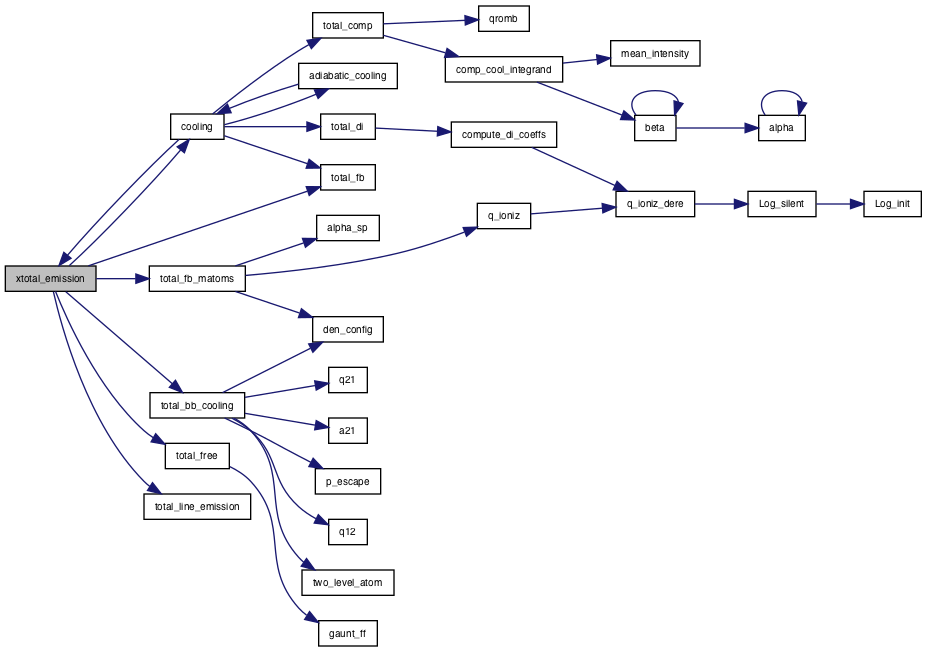 total_comp
qromb
mean_intensity
comp_cool_integrand
adiabatic_cooling
cooling
total_di
beta
alpha
compute_di_coeffs
total_fb
q_ioniz_dere
Log_silent
Log_init
q_ioniz
alpha_sp
xtotal_emission
total_fb_matoms
den_config
q21
total_bb_cooling
a21
total_free
p_escape
total_line_emission
q12
two_level_atom
gaunt_ff